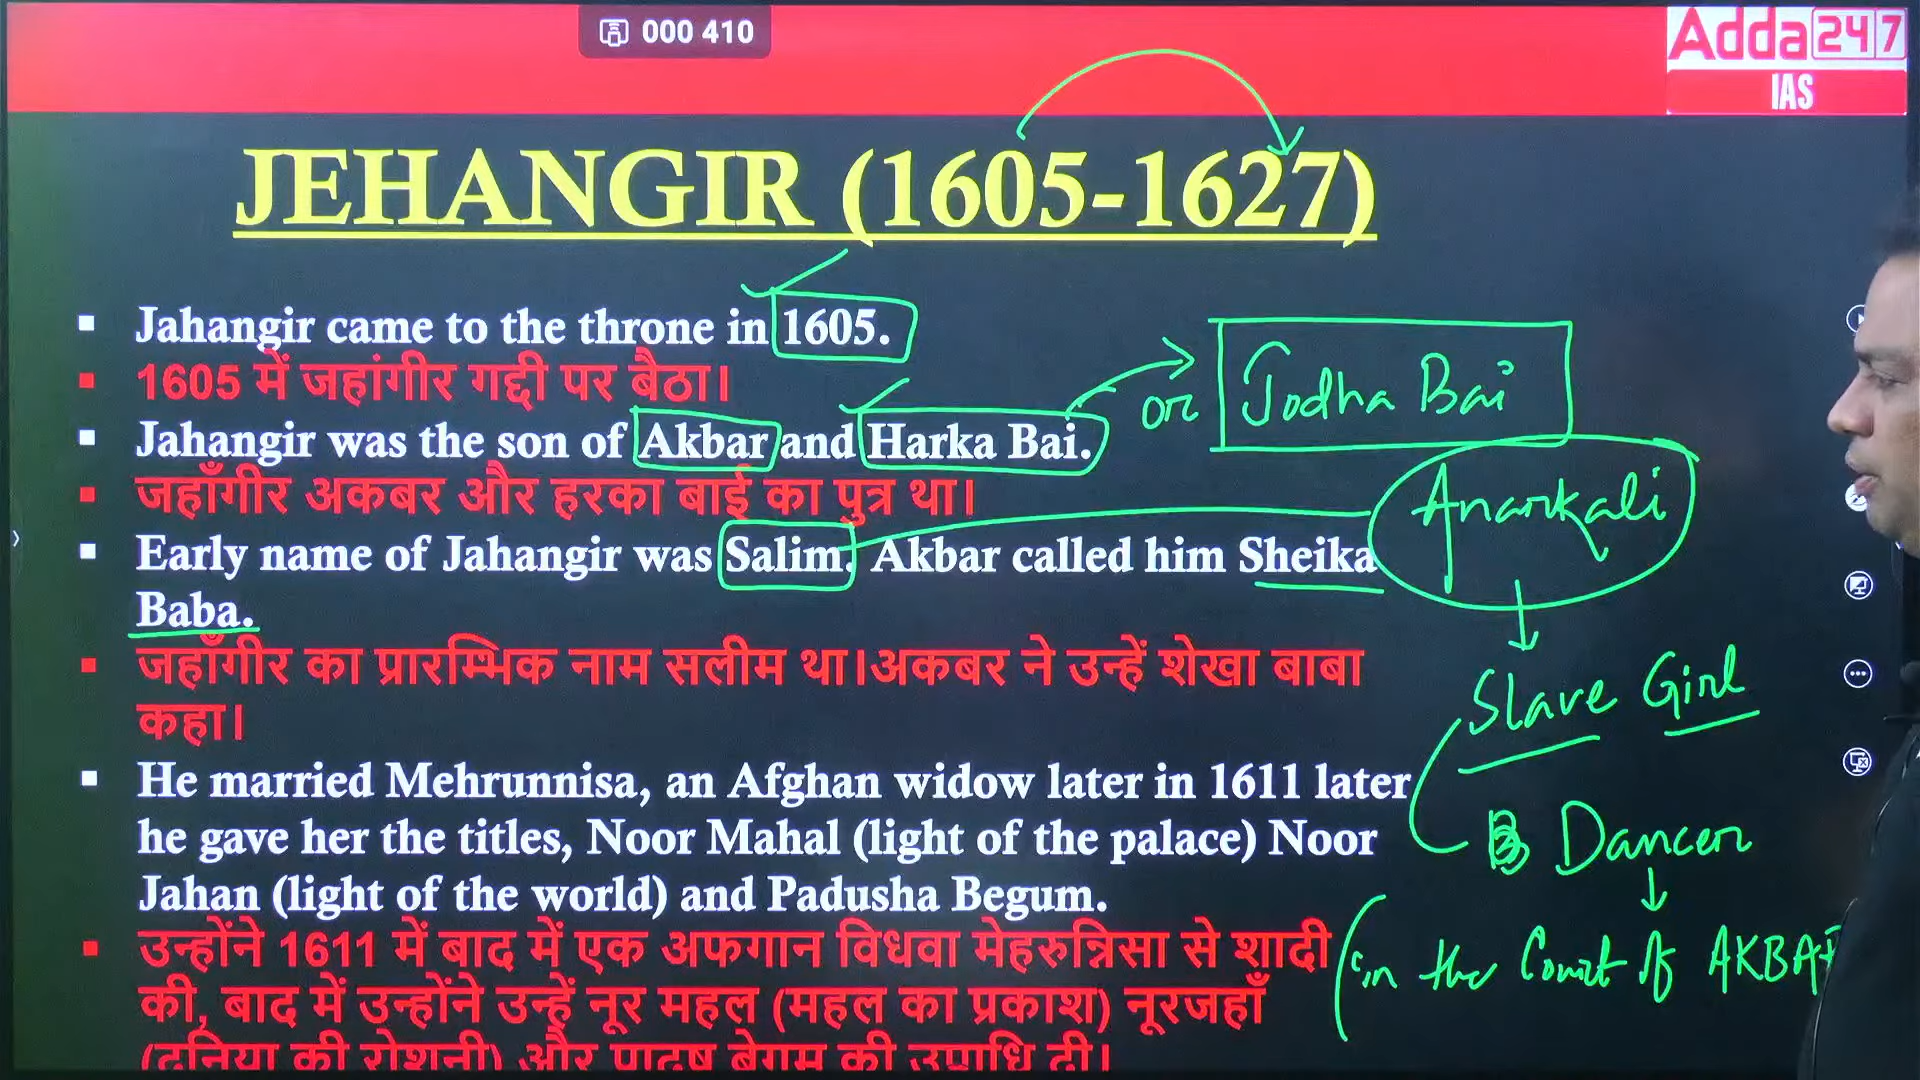 000 410
Adda247
IAS
JEHANGIR (1605-1627)
▪ Jahangir came to the throne in 1605.
▪ 1605 में जहांगीर गद्दी पर बैठा।
or Jodha Bai
▪ Jahangir was the son of Akbar and Harka Bai.
▪ जहाँगीर अकबर और हरका बाई का पुत्र था।
Anarkali
▪ Early name of Jahangir was Salim. Akbar called him Sheika
Baba.
▪ जहाँगीर का प्रारम्भिक नाम सलीम था।अकबर ने उन्हें शेखा बाबा
कहा।
Slave Girl
▪ He married Mehrunnisa, an Afghan widow later in 1611 later
he gave her the titles, Noor Mahal (light of the palace) Noor
Jahan (light of the world) and Padusha Begum.
Dancer
in the Court of AKBAR
▪ उन्होंने 1611 में बाद में एक अफगान विधवा मेहरुन्निसा से शादी
की, बाद में उन्होंने उन्हें नूर महल (महल का प्रकाश) नूरजहाँ
(दुनिया की रोशनी) और पादुषा बेगम की उपाधि दी।